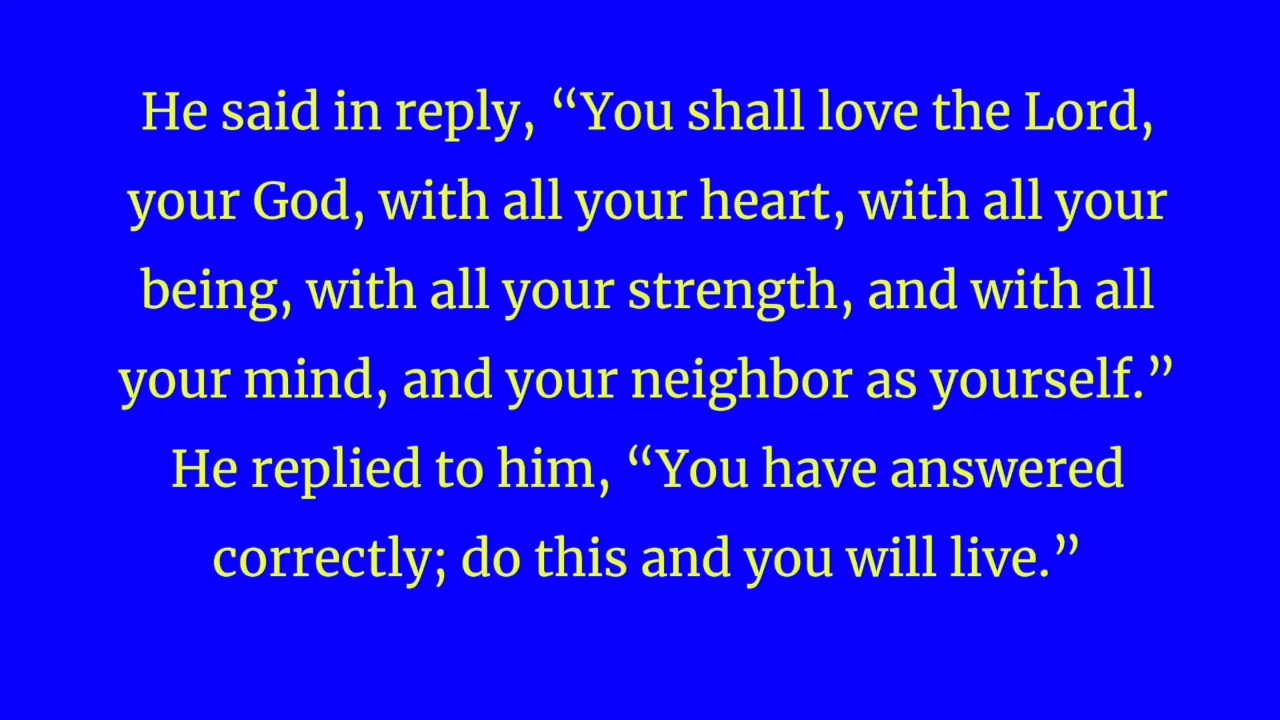 He said in reply, “You shall love the Lord,
your God, with all your heart, with all your
being, with all your strength, and with all
your mind, and your neighbor as yourself.”
He replied to him, “You have answered
correctly; do this and you will live.”